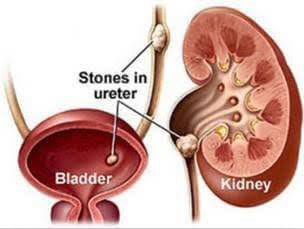 Stones in
ureter
Bladder
Kidney